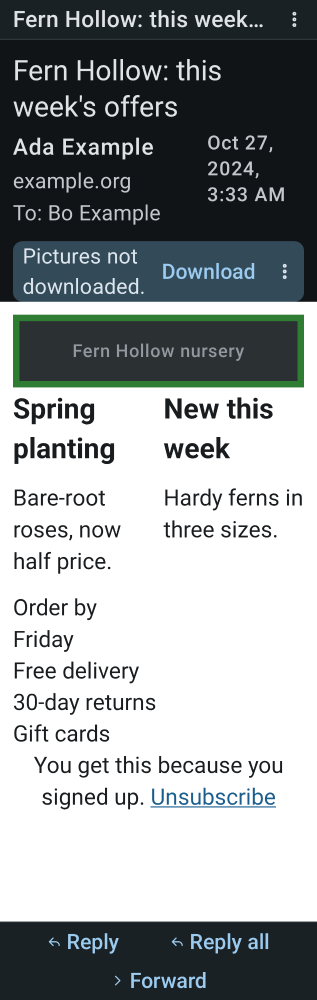 Fern Hollow: this week…
Fern Hollow: this
week's offers
Ada Example
example.org
To: Bo Example
Oct 27,
2024,
3:33 AM
Pictures not
downloaded.
Download
Fern Hollow nursery
Spring
planting
Bare-root
roses, now
half price.
New this
week
Hardy ferns in
three sizes.
Order by
Friday
Free delivery
30-day returns
Gift cards
You get this because you
signed up. Unsubscribe
Reply
Reply all
Forward